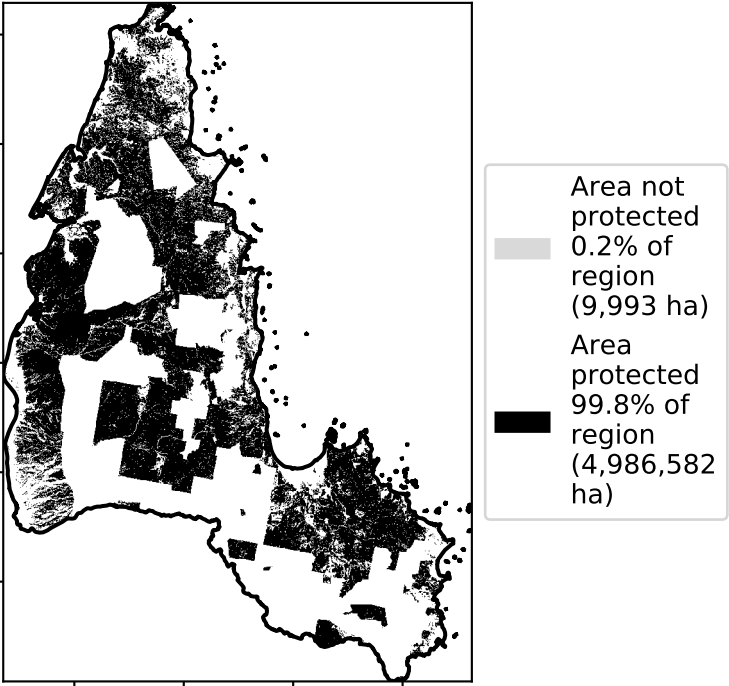 Area not
protected
0.2% of
region
(9,993 ha)
Area
protected
99.8% of
region
(4,986,582
ha)